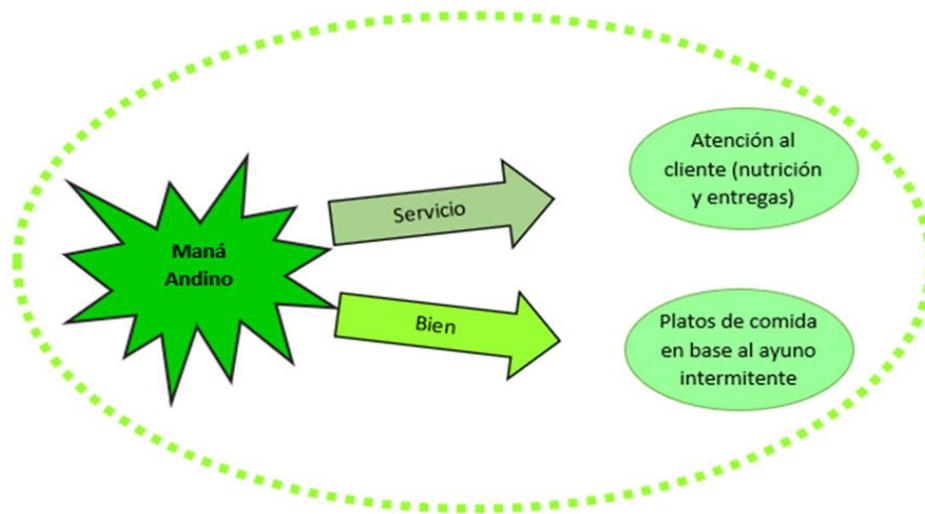 Maná
Andino
Servicio
Atención al
cliente (nutrición
y entregas)
Bien
Platos de comida
en base al ayuno
intermitente